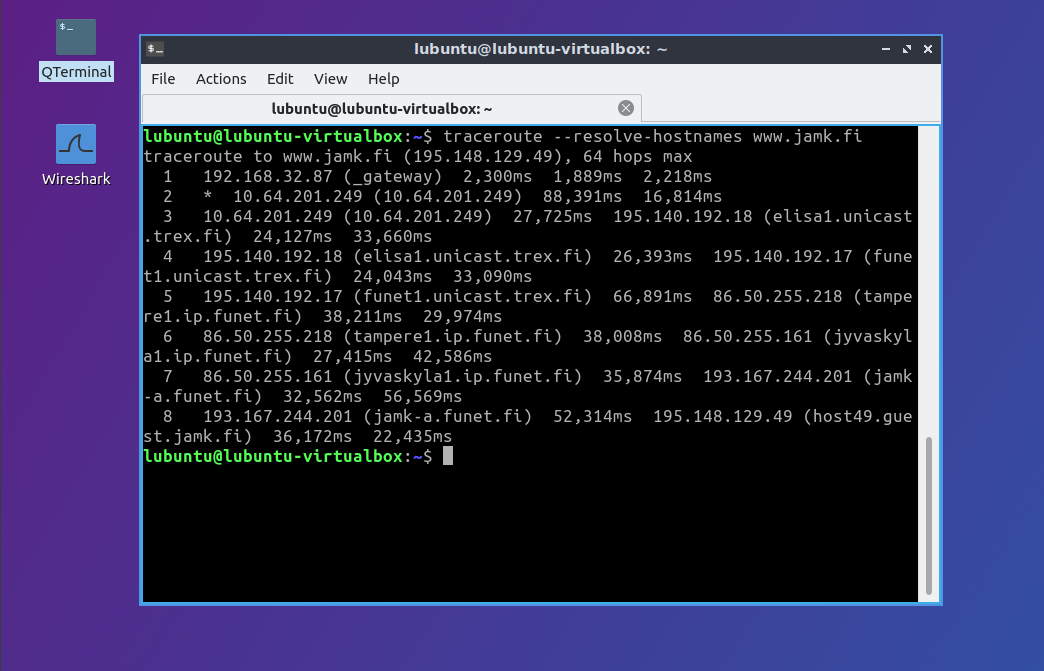 $_
QTerminal
Wireshark
$_
lubuntu@lubuntu-virtualbox: ~
File Actions Edit View Help
lubuntu@lubuntu-virtualbox: ~
lubuntu@lubuntu-virtualbox:~$ traceroute --resolve-hostnames www.jamk.fi
traceroute to www.jamk.fi (195.148.129.49), 64 hops max
  1   192.168.32.87 (_gateway)  2,300ms  1,889ms  2,218ms
  2   *  10.64.201.249 (10.64.201.249)  88,391ms  16,814ms
  3   10.64.201.249 (10.64.201.249)  27,725ms  195.140.192.18 (elisa1.unicast
.trex.fi)  24,127ms  33,660ms
  4   195.140.192.18 (elisa1.unicast.trex.fi)  26,393ms  195.140.192.17 (fune
t1.unicast.trex.fi)  24,043ms  33,090ms
  5   195.140.192.17 (funet1.unicast.trex.fi)  66,891ms  86.50.255.218 (tampe
re1.ip.funet.fi)  38,211ms  29,974ms
  6   86.50.255.218 (tampere1.ip.funet.fi)  38,008ms  86.50.255.161 (jyvaskyl
a1.ip.funet.fi)  27,415ms  42,586ms
  7   86.50.255.161 (jyvaskyla1.ip.funet.fi)  35,874ms  193.167.244.201 (jamk
-a.funet.fi)  32,562ms  56,569ms
  8   193.167.244.201 (jamk-a.funet.fi)  52,314ms  195.148.129.49 (host49.gue
st.jamk.fi)  36,172ms  22,435ms
lubuntu@lubuntu-virtualbox:~$